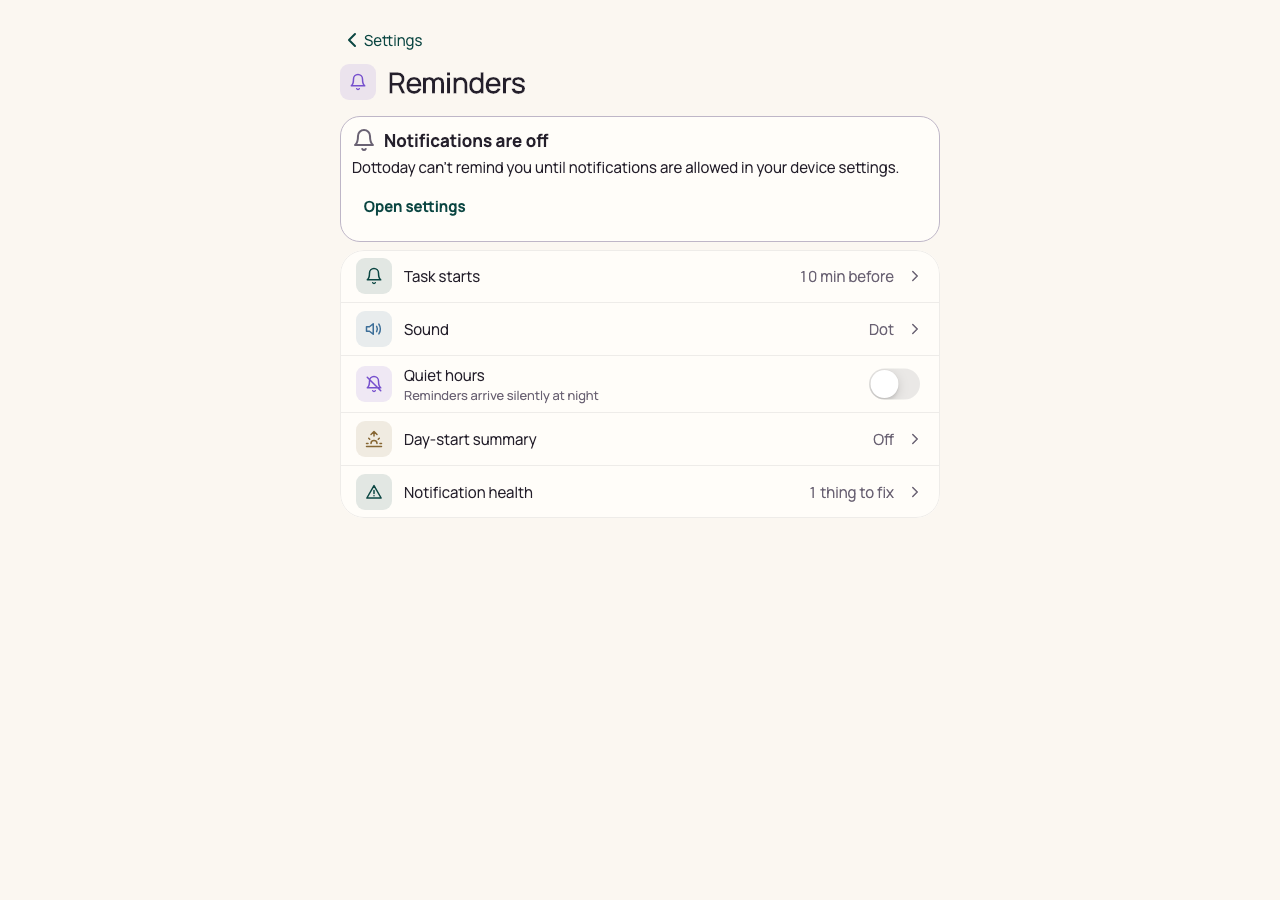 Settings
Reminders
Notifications are off
Dottoday can't remind you until notifications are allowed in your device settings.
Open settings
Task starts 10 min before
Sound Dot
Quiet hours
Reminders arrive silently at night
Day-start summary Off
Notification health 1 thing to fix